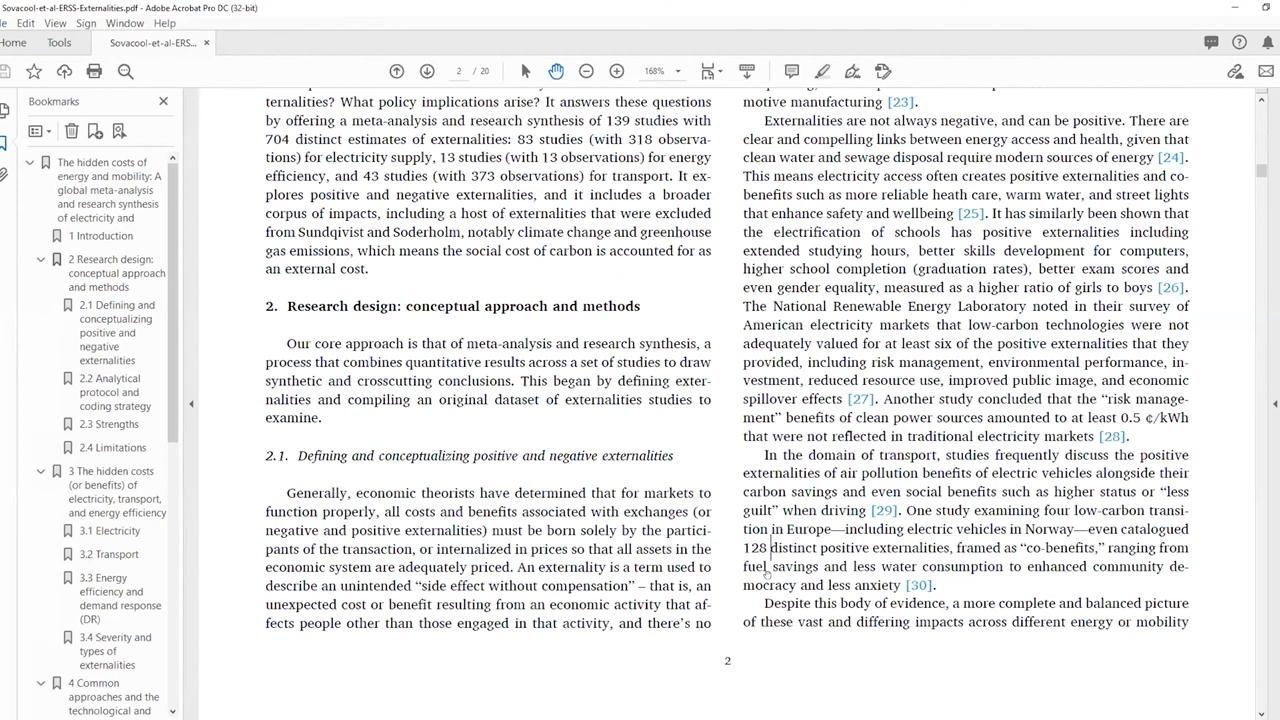 Sovacool-et-al-ERSS-Externalities.pdf - Adobe Acrobat Pro DC (32-bit)
Edit View Sign Window Help
Home Tools Sovacool-et-al-ERS... ×
2 / 20 168%
Bookmarks
The hidden costs of
energy and mobility: A
global meta-analysis
and research synthesis
of electricity and
1 Introduction
2 Research design:
conceptual approach
and methods
2.1 Defining and
conceptualizing
positive and
negative
externalities
2.2 Analytical
protocol and
coding strategy
2.3 Strengths
2.4 Limitations
3 The hidden costs
(or benefits) of
electricity, transport,
and energy efficiency
3.1 Electricity
3.2 Transport
3.3 Energy
efficiency and
demand response
(DR)
3.4 Severity and
types of
externalities
4 Common
approaches and the
technological and
ternalities? What policy implications arise? It answers these questions
by offering a meta-analysis and research synthesis of 139 studies with
704 distinct estimates of externalities: 83 studies (with 318 observa-
tions) for electricity supply, 13 studies (with 13 observations) for energy
efficiency, and 43 studies (with 373 observations) for transport. It ex-
plores positive and negative externalities, and it includes a broader
corpus of impacts, including a host of externalities that were excluded
from Sundqivist and Soderholm, notably climate change and greenhouse
gas emissions, which means the social cost of carbon is accounted for as
an external cost.
2. Research design: conceptual approach and methods
Our core approach is that of meta-analysis and research synthesis, a
process that combines quantitative results across a set of studies to draw
synthetic and crosscutting conclusions. This began by defining exter-
nalities and compiling an original dataset of externalities studies to
examine.
2.1. Defining and conceptualizing positive and negative externalities
Generally, economic theorists have determined that for markets to
function properly, all costs and benefits associated with exchanges (or
negative and positive externalities) must be born solely by the partici-
pants of the transaction, or internalized in prices so that all assets in the
economic system are adequately priced. An externality is a term used to
describe an unintended “side effect without compensation” – that is, an
unexpected cost or benefit resulting from an economic activity that af-
fects people other than those engaged in that activity, and there’s no
motive manufacturing [23].
Externalities are not always negative, and can be positive. There are
clear and compelling links between energy access and health, given that
clean water and sewage disposal require modern sources of energy [24].
This means electricity access often creates positive externalities and co-
benefits such as more reliable heath care, warm water, and street lights
that enhance safety and wellbeing [25]. It has similarly been shown that
the electrification of schools has positive externalities including
extended studying hours, better skills development for computers,
higher school completion (graduation rates), better exam scores and
even gender equality, measured as a higher ratio of girls to boys [26].
The National Renewable Energy Laboratory noted in their survey of
American electricity markets that low-carbon technologies were not
adequately valued for at least six of the positive externalities that they
provided, including risk management, environmental performance, in-
vestment, reduced resource use, improved public image, and economic
spillover effects [27]. Another study concluded that the “risk manage-
ment” benefits of clean power sources amounted to at least 0.5 ¢/kWh
that were not reflected in traditional electricity markets [28].
In the domain of transport, studies frequently discuss the positive
externalities of air pollution benefits of electric vehicles alongside their
carbon savings and even social benefits such as higher status or “less
guilt” when driving [29]. One study examining four low-carbon transi-
tion in Europe—including electric vehicles in Norway—even catalogued
128 distinct positive externalities, framed as “co-benefits,” ranging from
fuel savings and less water consumption to enhanced community de-
mocracy and less anxiety [30].
Despite this body of evidence, a more complete and balanced picture
of these vast and differing impacts across different energy or mobility
2